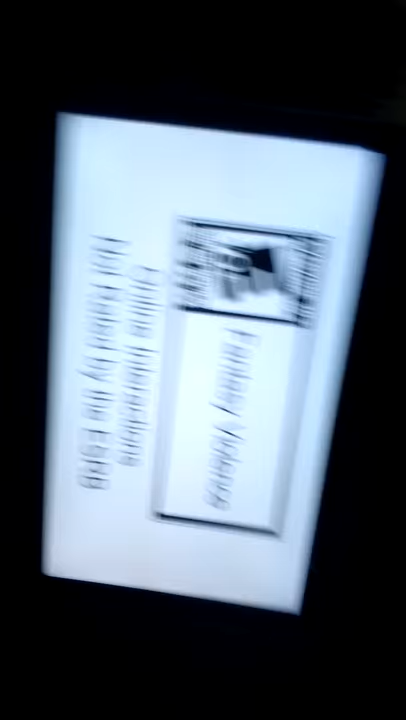 Fantasy Violence
Online Interactions
Not Rated by the ESRB